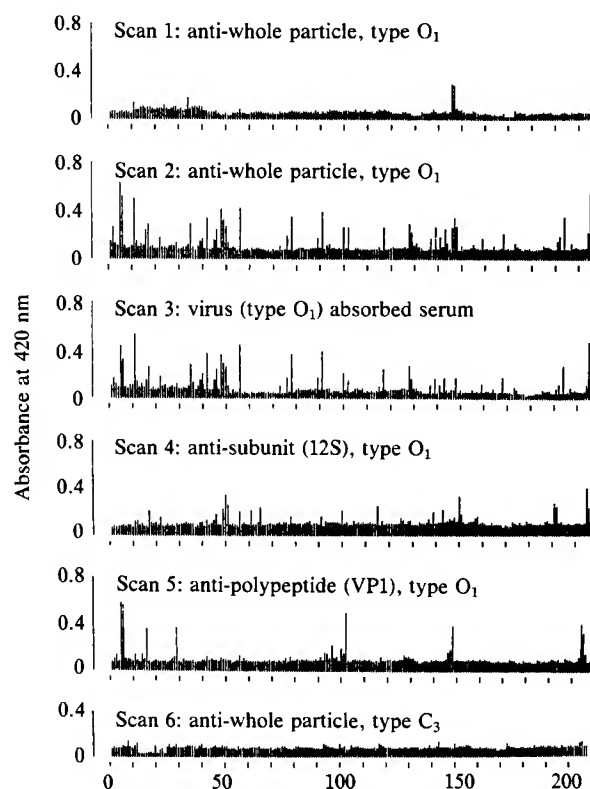 0.8
Scan 1: anti-whole particle, type O₁
0.4
0
0.8
Scan 2: anti-whole particle, type O₁
0.4
0
0.8
Scan 3: virus (type O₁) absorbed serum
0.4
0
0.8
Scan 4: anti-subunit (12S), type O₁
0.4
0
0.8
Scan 5: anti-polypeptide (VP1), type O₁
0.4
0
0.4
Scan 6: anti-whole particle, type C₃
0
0 50 100 150 200
Absorbance at 420 nm